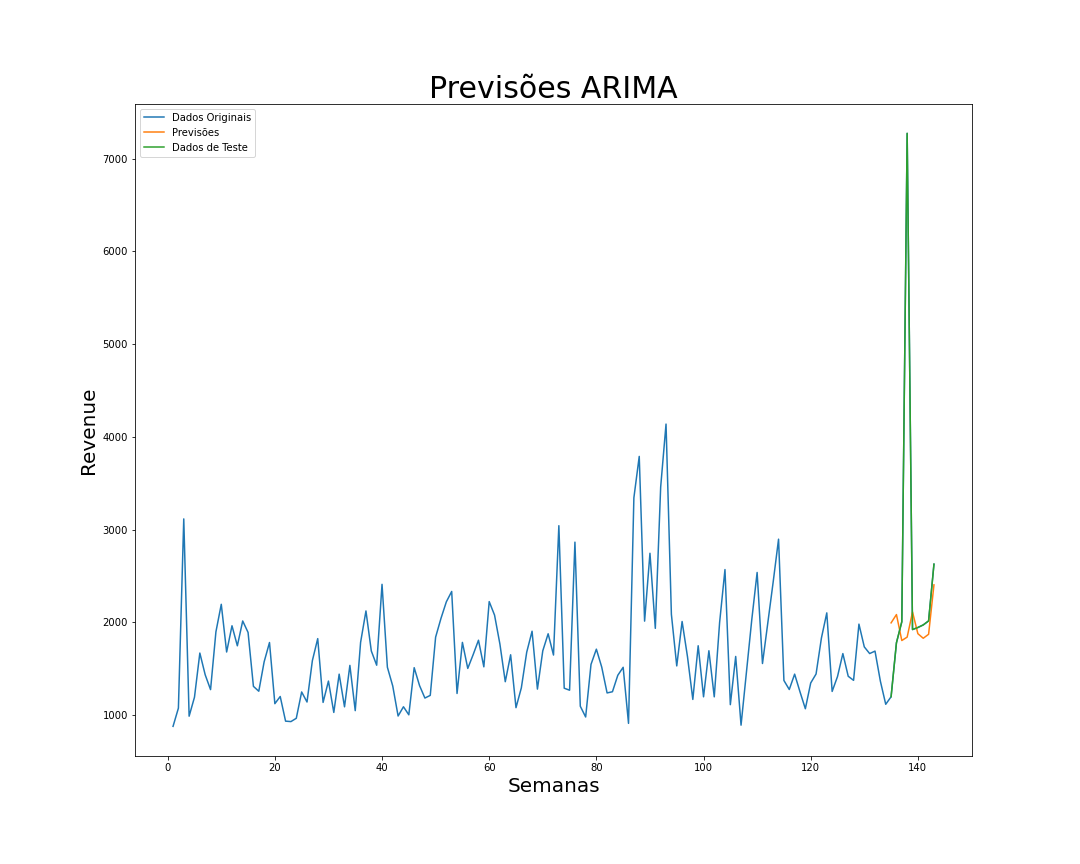 Previsões ARIMA
Dados Originais
Previsões
Dados de Teste
7000
6000
5000
4000
3000
2000
1000
Revenue
0 20 40 60 80 100 120 140
Semanas